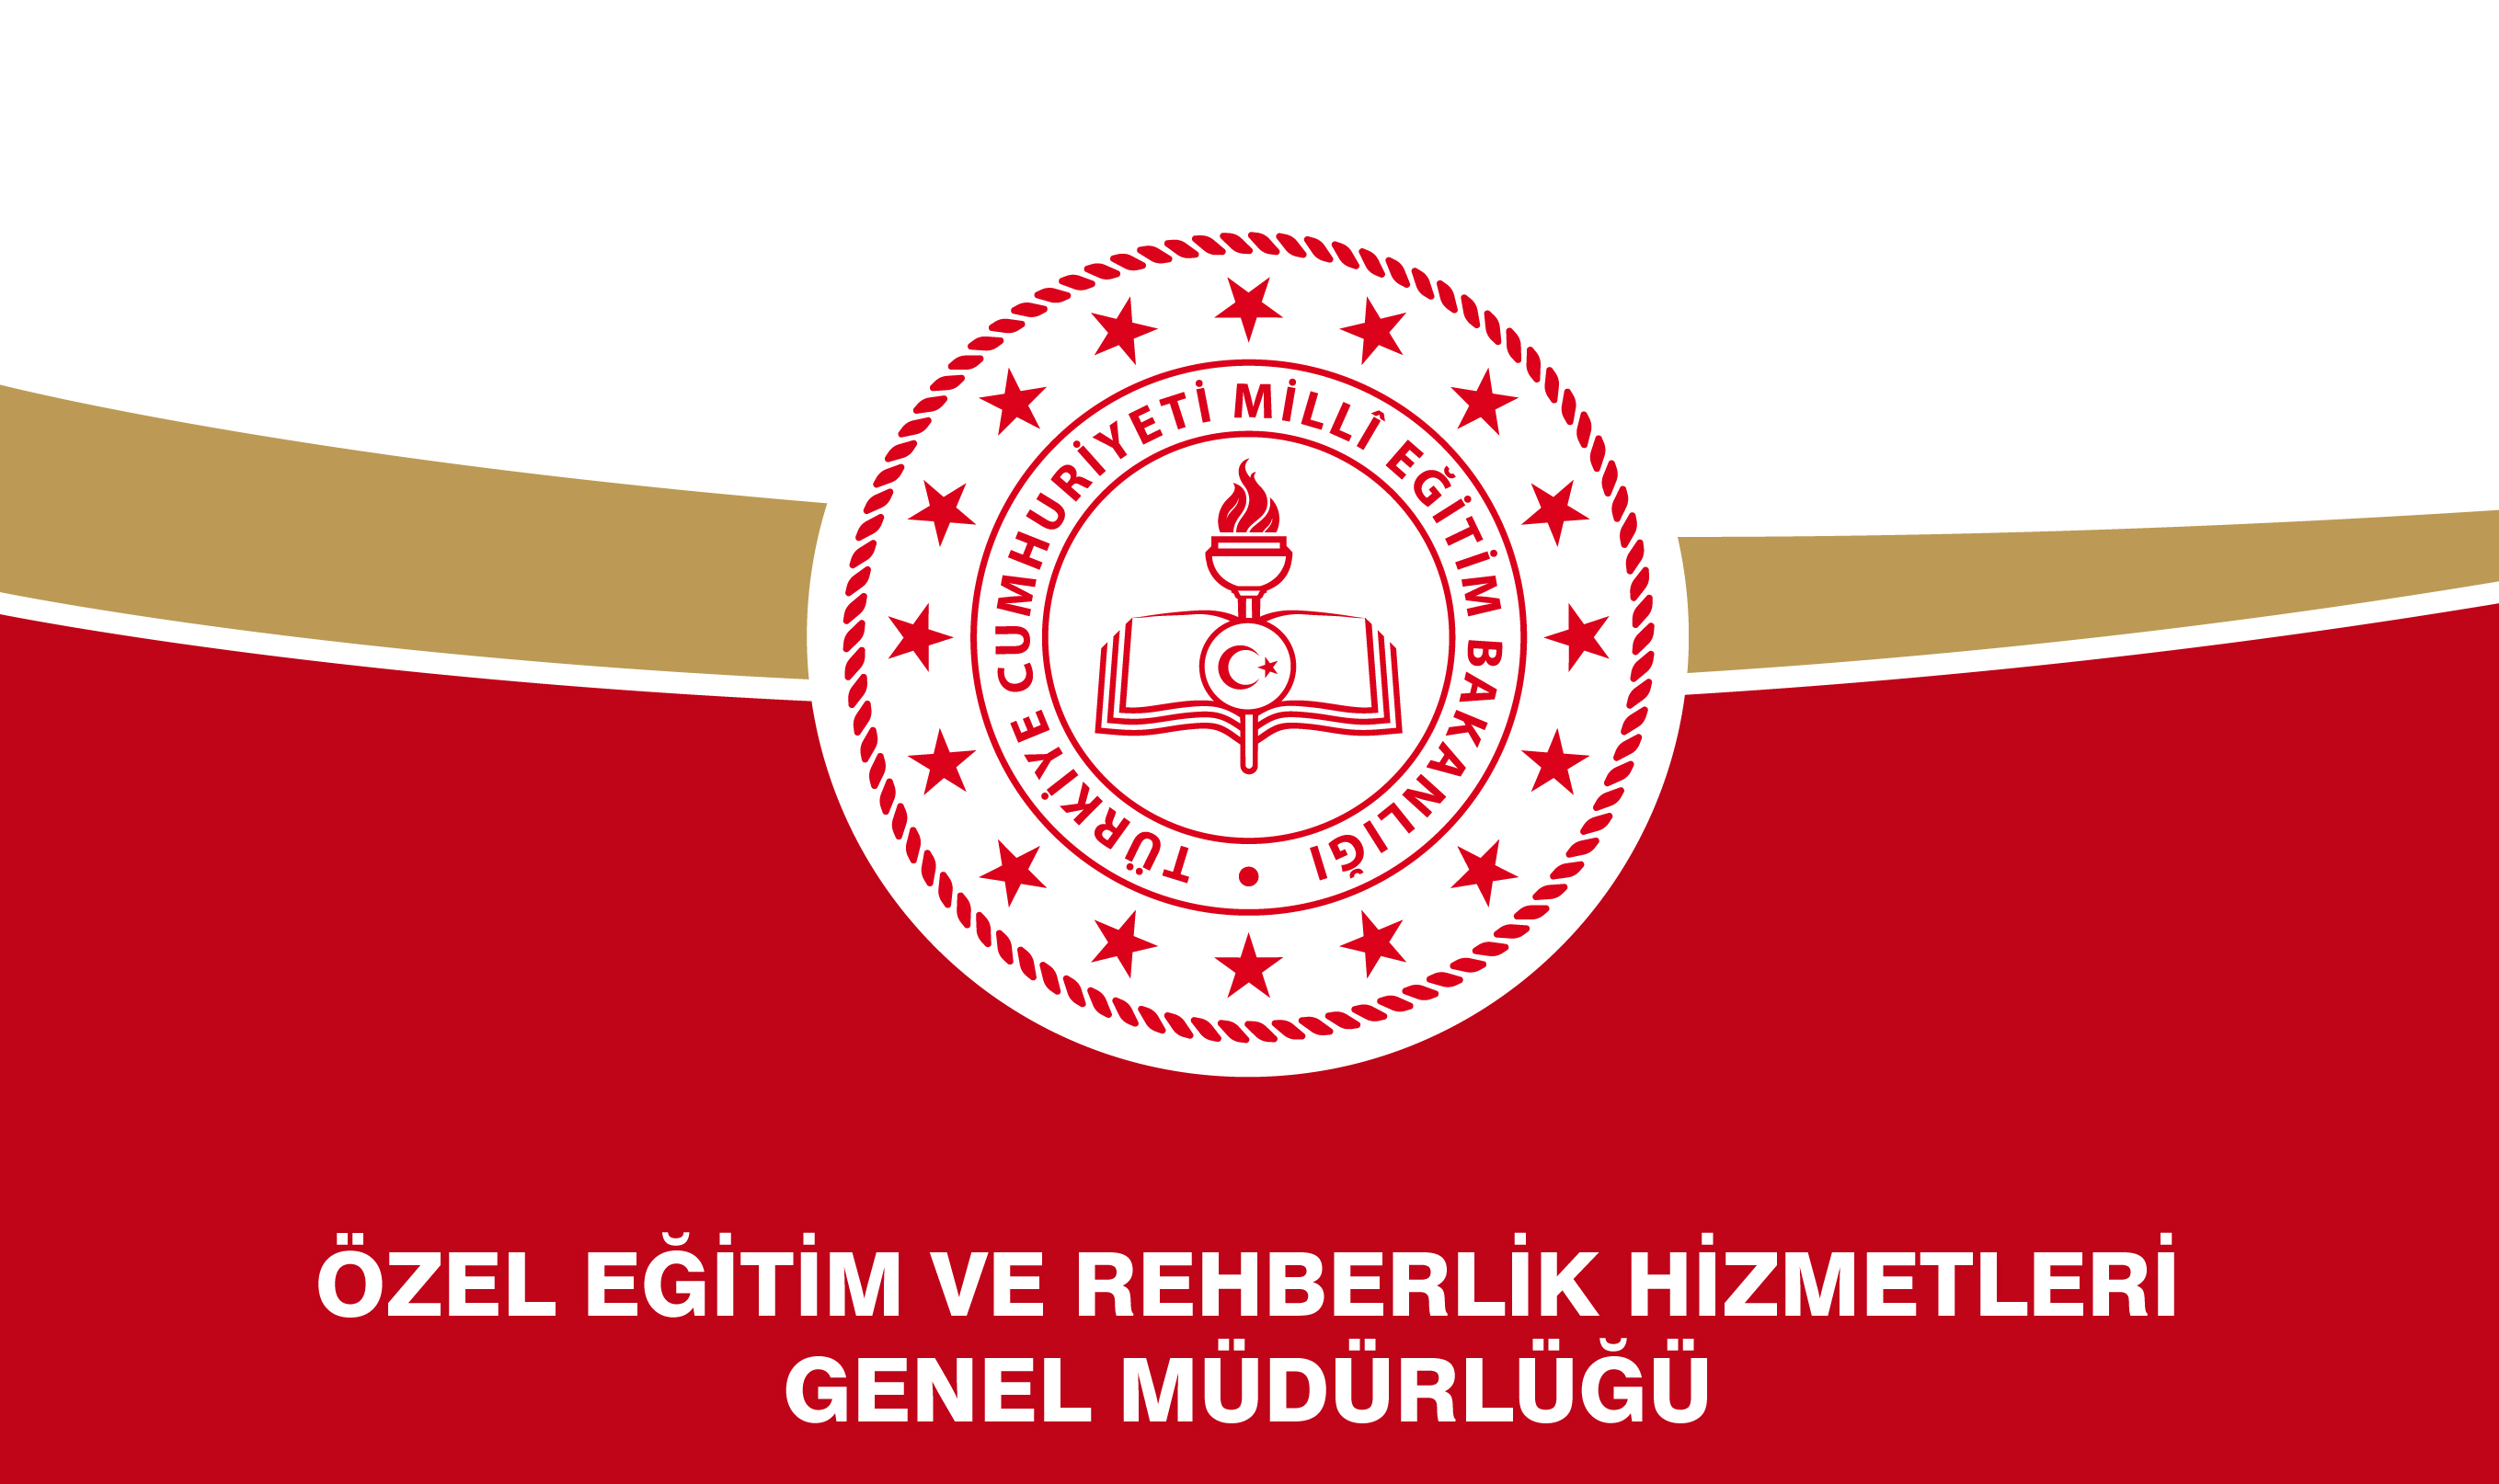 TÜRKİYE CUMHURİYETİ MİLLÎ EĞİTİM BAKANLIĞI
ÖZEL EĞİTİM VE REHBERLİK HİZMETLERİ
GENEL MÜDÜRLÜĞÜ